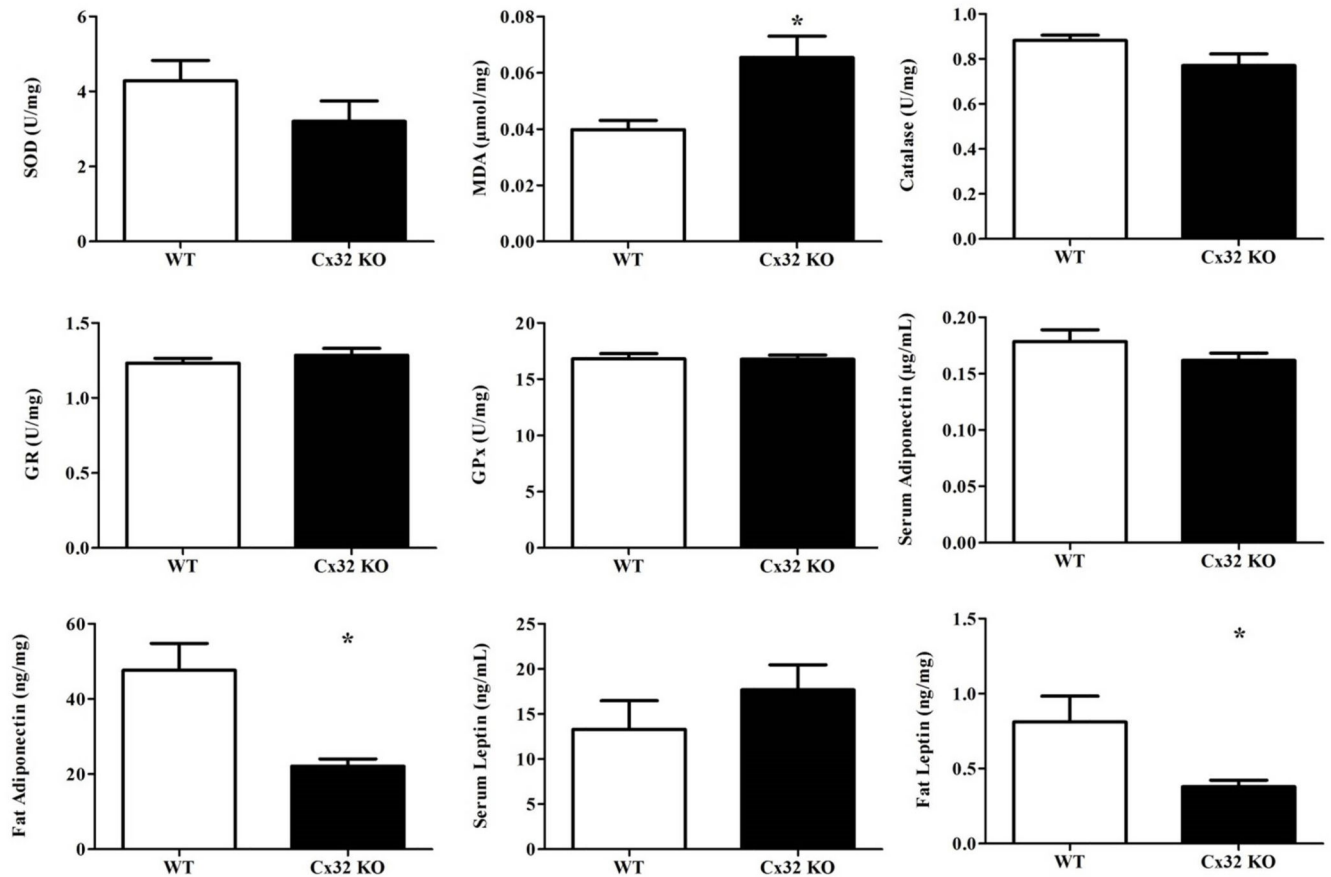 SOD (U/mg)
6
4
2
0
WT
Cx32 KO
MDA (μmol/mg)
0.08
0.06
0.04
0.02
0.00
*
WT
Cx32 KO
Catalase (U/mg)
1.0
0.8
0.6
0.4
0.2
0.0
WT
Cx32 KO
GR (U/mg)
1.5
1.0
0.5
0.0
WT
Cx32 KO
GPx (U/mg)
20
15
10
5
0
WT
Cx32 KO
Serum Adiponectin (μg/mL)
0.20
0.15
0.10
0.05
0.00
WT
Cx32 KO
Fat Adiponectin (ng/mg)
60
40
20
0
*
WT
Cx32 KO
Serum Leptin (ng/mL)
25
20
15
10
5
0
WT
Cx32 KO
Fat Leptin (ng/mg)
1.5
1.0
0.5
0.0
*
WT
Cx32 KO